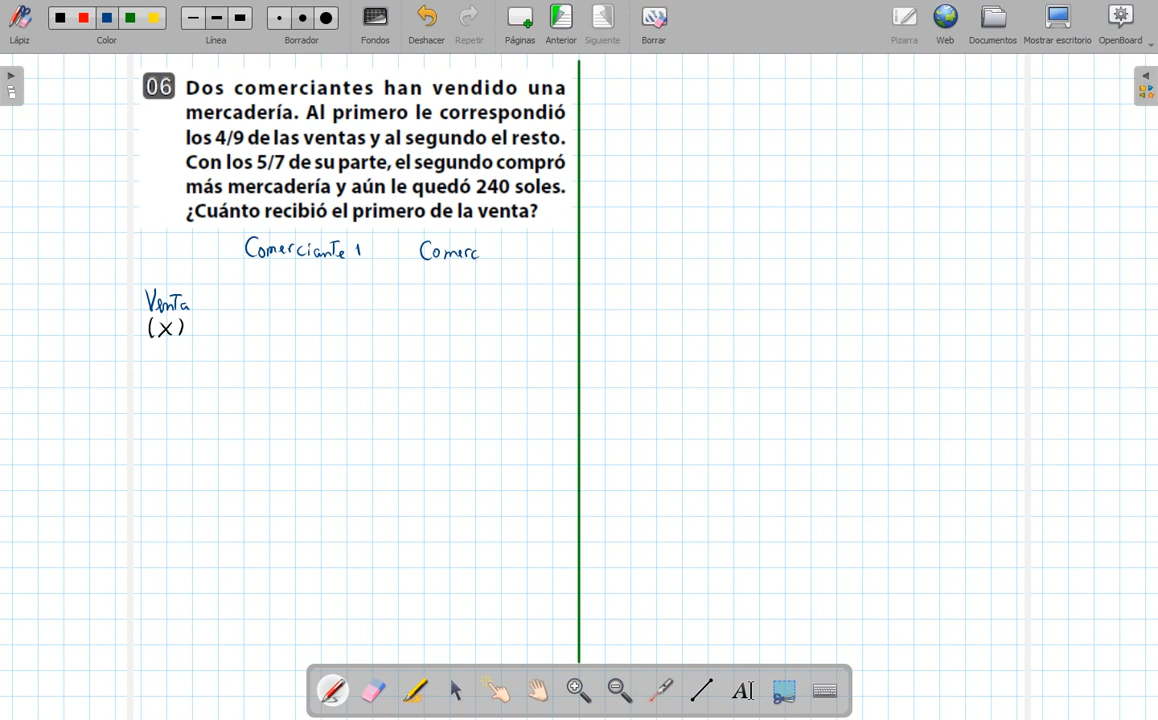 Lápiz Color Línea Borrador Fondos Deshacer Repetir Páginas Anterior Siguiente Borrar Pizarra Web Documentos Mostrar escritorio OpenBoard
06 Dos comerciantes han vendido una
mercadería. Al primero le correspondió
los 4/9 de las ventas y al segundo el resto.
Con los 5/7 de su parte, el segundo compró
más mercadería y aún le quedó 240 soles.
¿Cuánto recibió el primero de la venta?
Comerciante 1 Comerc
Venta
(x)